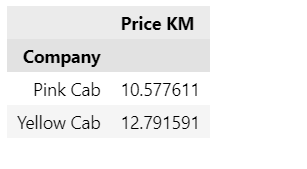 Price KM
Company
Pink Cab 10.577611
Yellow Cab 12.791591